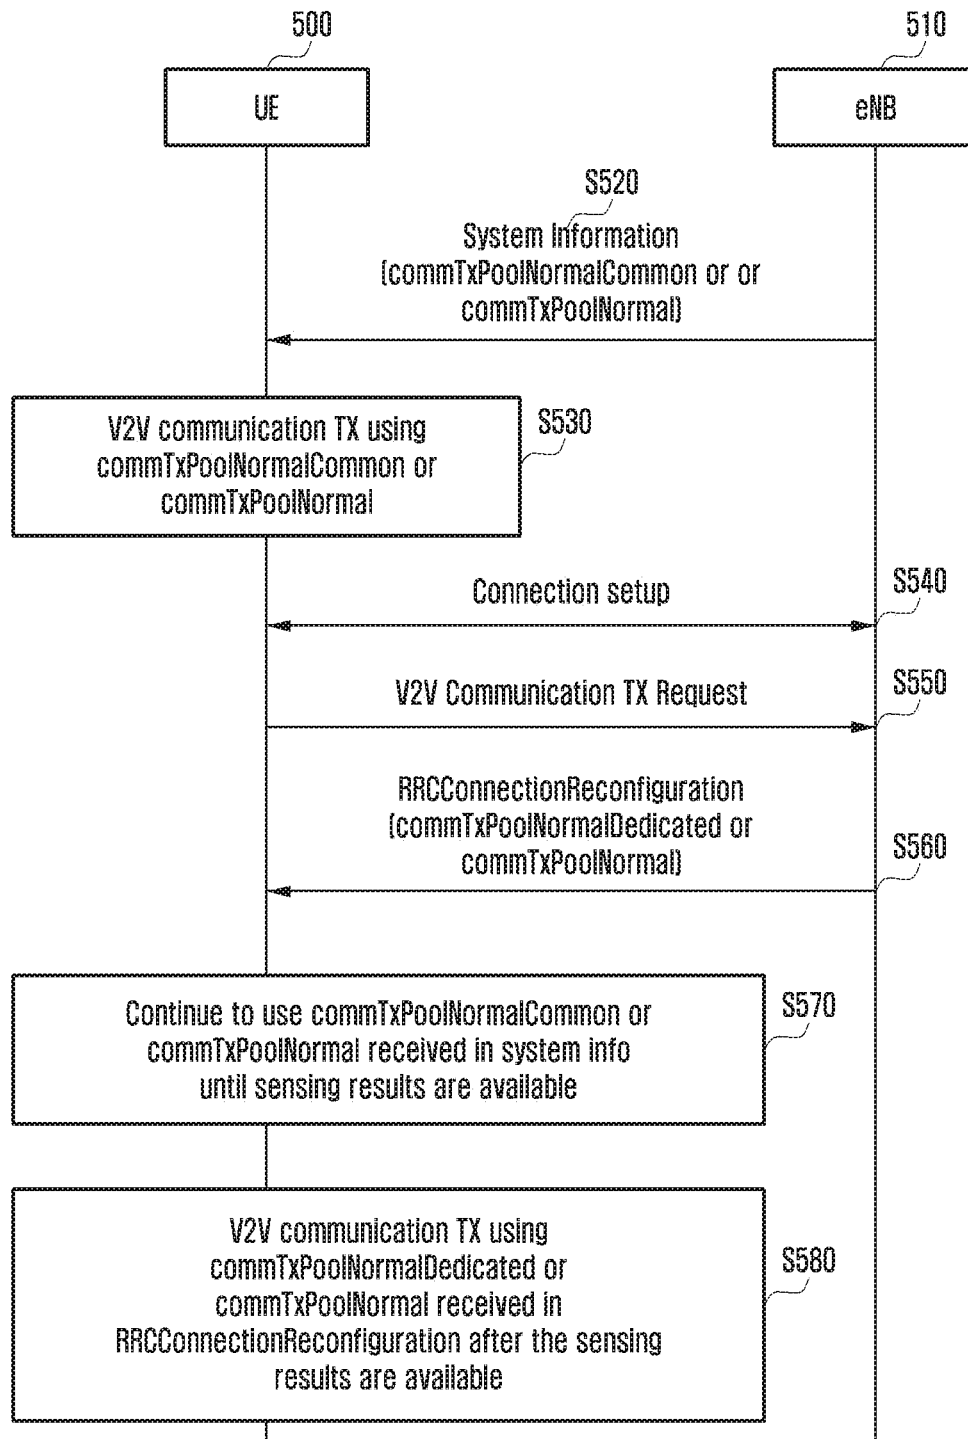 500
510
UE
eNB
S520
System Information
(commTxPoolNormalCommon or or
commTxPoolNormal)
V2V communication TX using
commTxPoolNormalCommon or
commTxPoolNormal
S530
Connection setup
S540
V2V Communication TX Request
S550
RRCConnectionReconfiguration
(commTxPoolNormalDedicated or
commTxPoolNormal)
S560
Continue to use commTxPoolNormalCommon or
commTxPoolNormal received in system info
until sensing results are available
S570
V2V communication TX using
commTxPoolNormalDedicated or
commTxPoolNormal received in
RRCConnectionReconfiguration after the sensing
results are available
S580